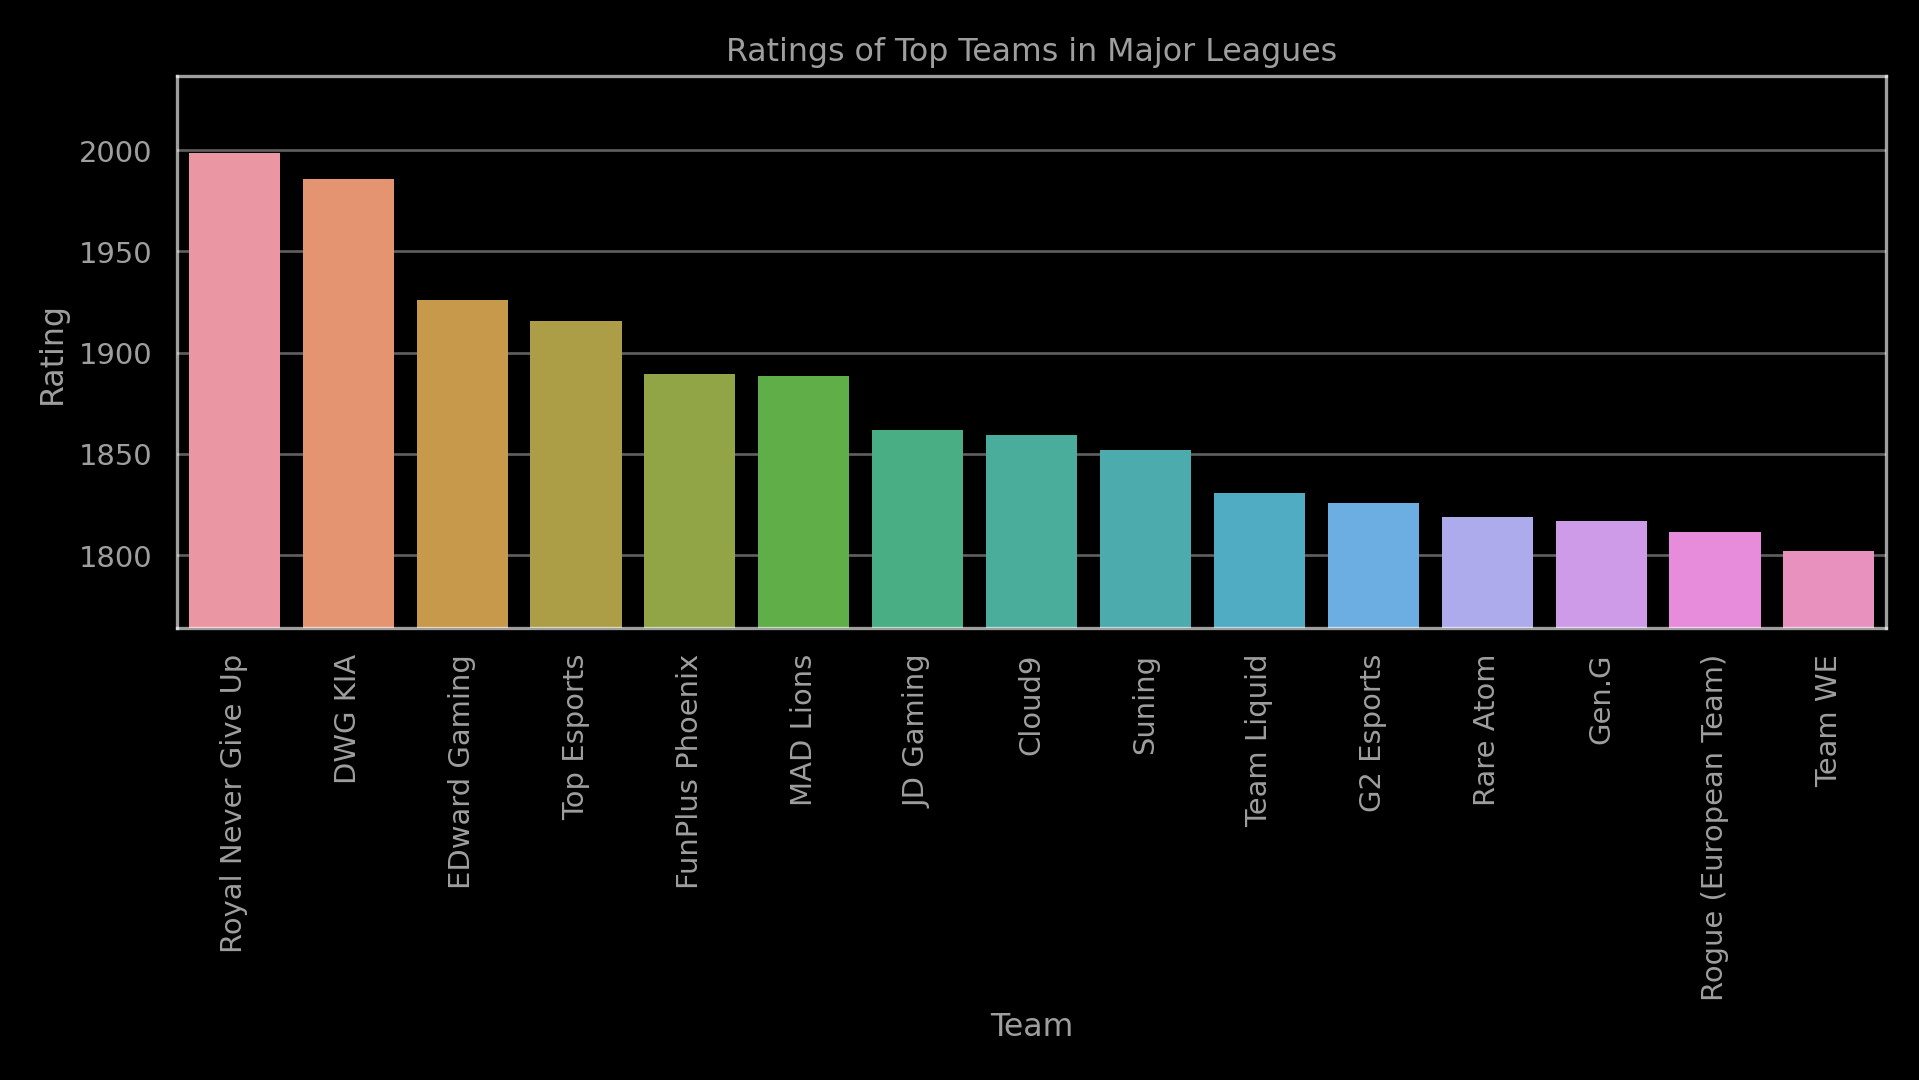 Ratings of Top Teams in Major Leagues
Rating
2000
1950
1900
1850
1800
Royal Never Give Up
DWG KIA
EDward Gaming
Top Esports
FunPlus Phoenix
MAD Lions
JD Gaming
Cloud9
Suning
Team Liquid
G2 Esports
Rare Atom
Gen.G
Rogue (European Team)
Team WE
Team